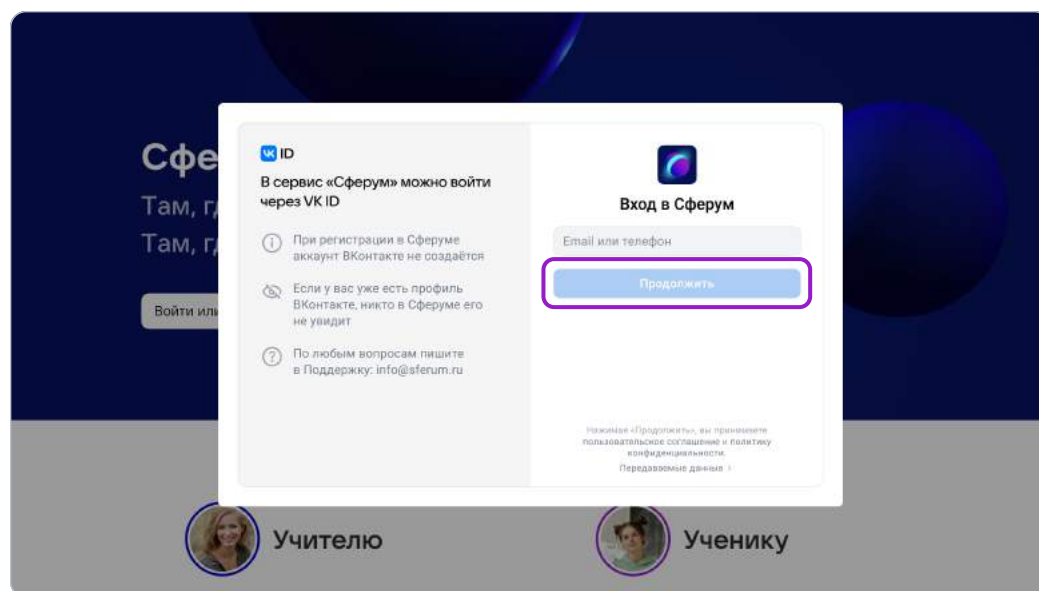 Сфе
Там, г
Там, г
Войти или
VK ID
В сервис «Сферум» можно войти
через VK ID
При регистрации в Сферуме
аккаунт ВКонтакте не создаётся
Если у вас уже есть профиль
ВКонтакте, никто в Сферуме его
не увидит
По любым вопросам пишите
в Поддержку: info@sferum.ru
Вход в Сферум
Email или телефон
Продолжить
Нажимая «Продолжить», вы принимаете
пользовательское соглашение и политику
конфиденциальности.
Передаваемые данные
Учителю
Ученику